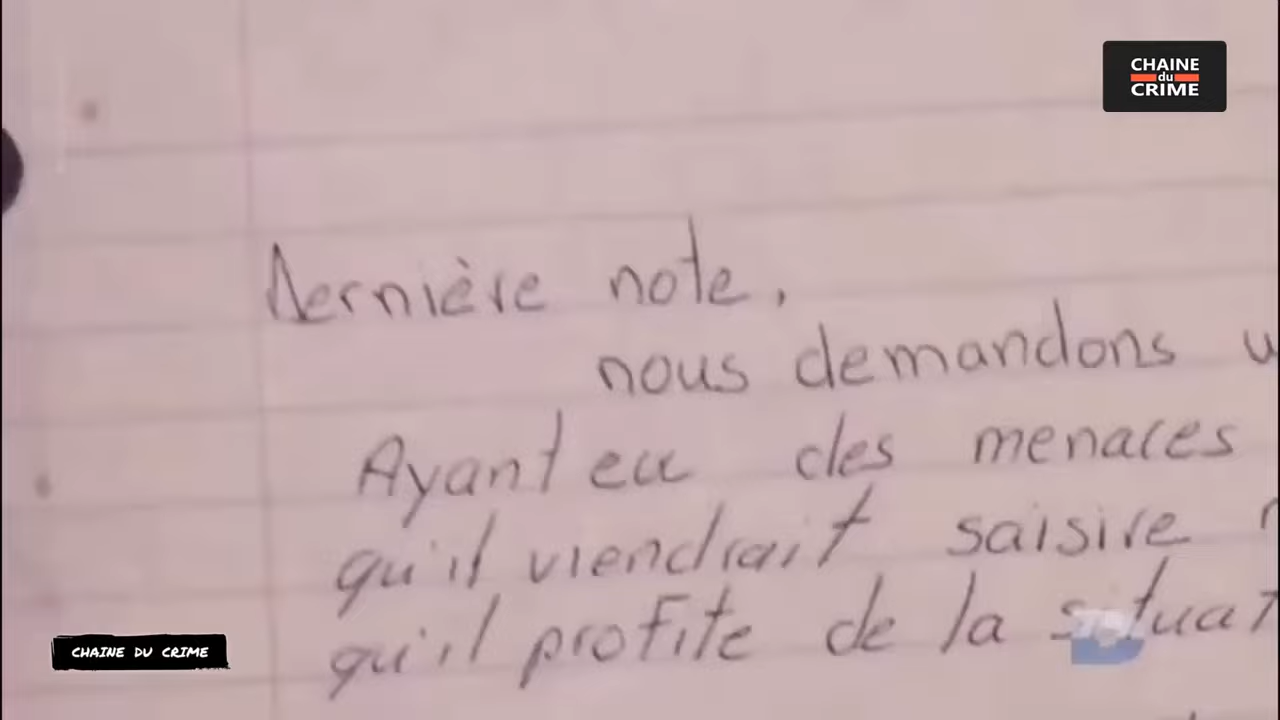 CHAINE
du
CRIME
Dernière note,
nous demandons
Ayant eu des menaces
qu'il viendrait saisire
qu'il profite de la situat
CHAINE DU CRIME